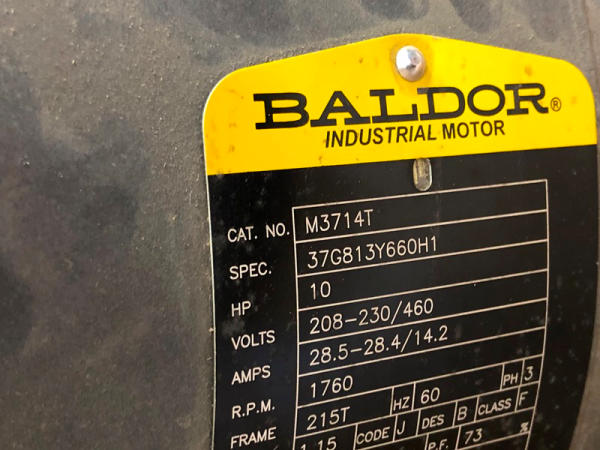 BALDOR®
INDUSTRIAL MOTOR
CAT. NO. M3714T
SPEC. 37G813Y660H1
HP 10
VOLTS 208-230/460
AMPS 28.5-28.4/14.2
R.P.M. 1760
FRAME 215T HZ 60 PH 3
1.15 CODE J DES B CLASS F
P.F. 73 %